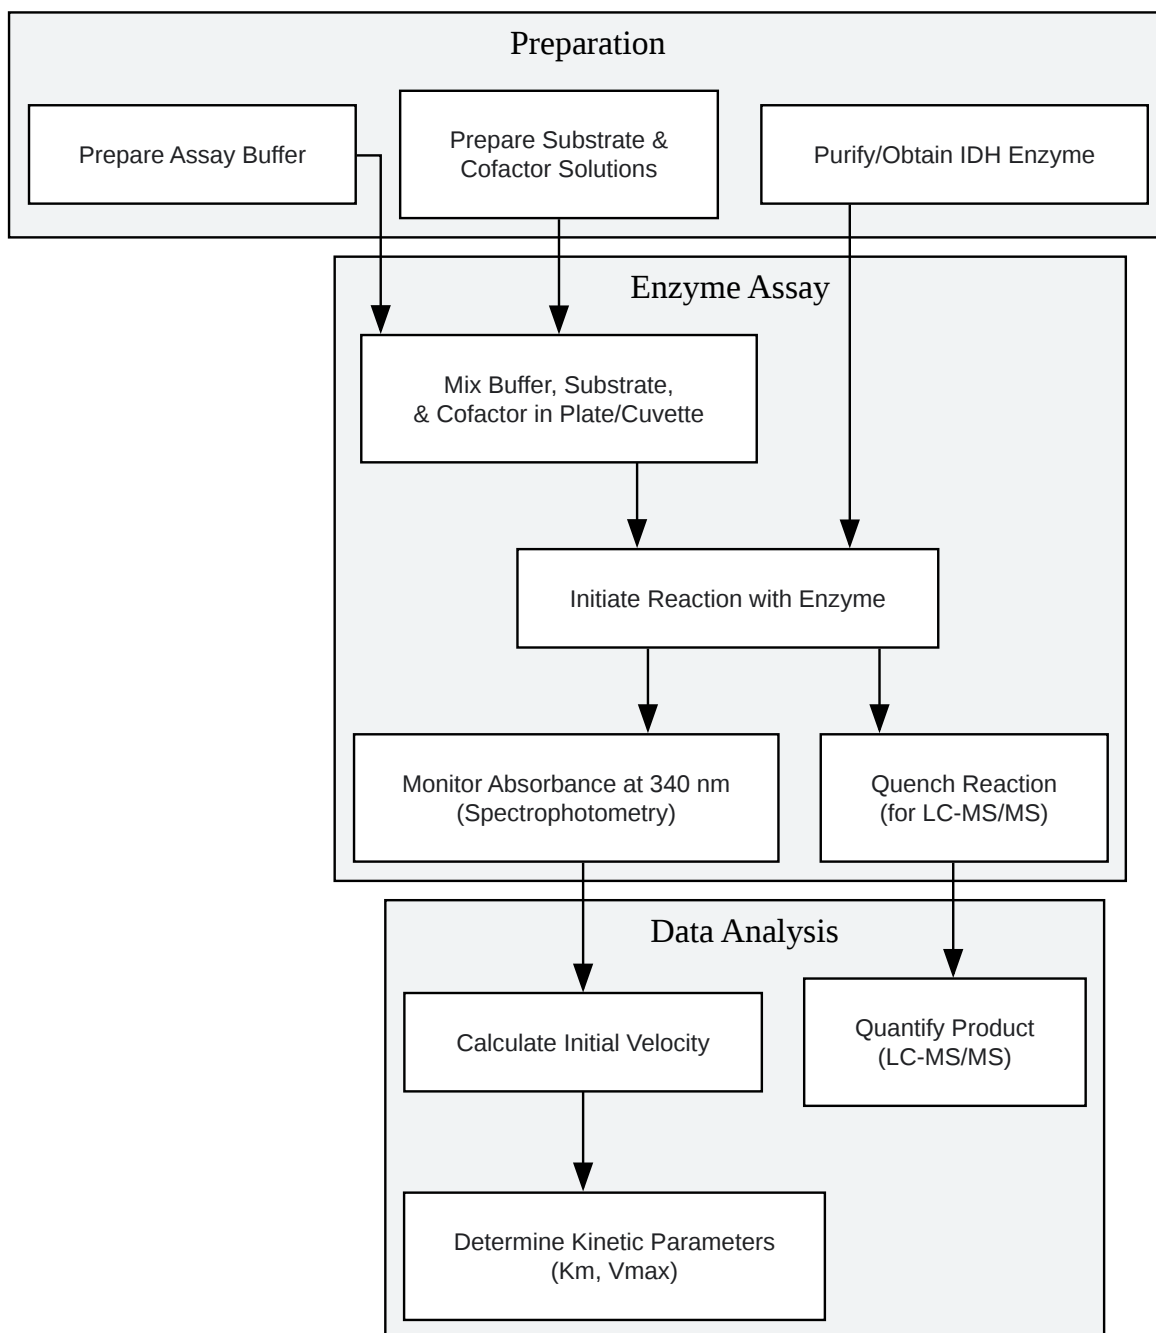 Preparation
Prepare Assay Buffer
Prepare Substrate &
Cofactor Solutions
Purify/Obtain IDH Enzyme
Enzyme Assay
Mix Buffer, Substrate,
& Cofactor in Plate/Cuvette
Initiate Reaction with Enzyme
Monitor Absorbance at 340 nm
(Spectrophotometry)
Quench Reaction
(for LC-MS/MS)
Data Analysis
Calculate Initial Velocity
Quantify Product
(LC-MS/MS)
Determine Kinetic Parameters
(Km, Vmax)